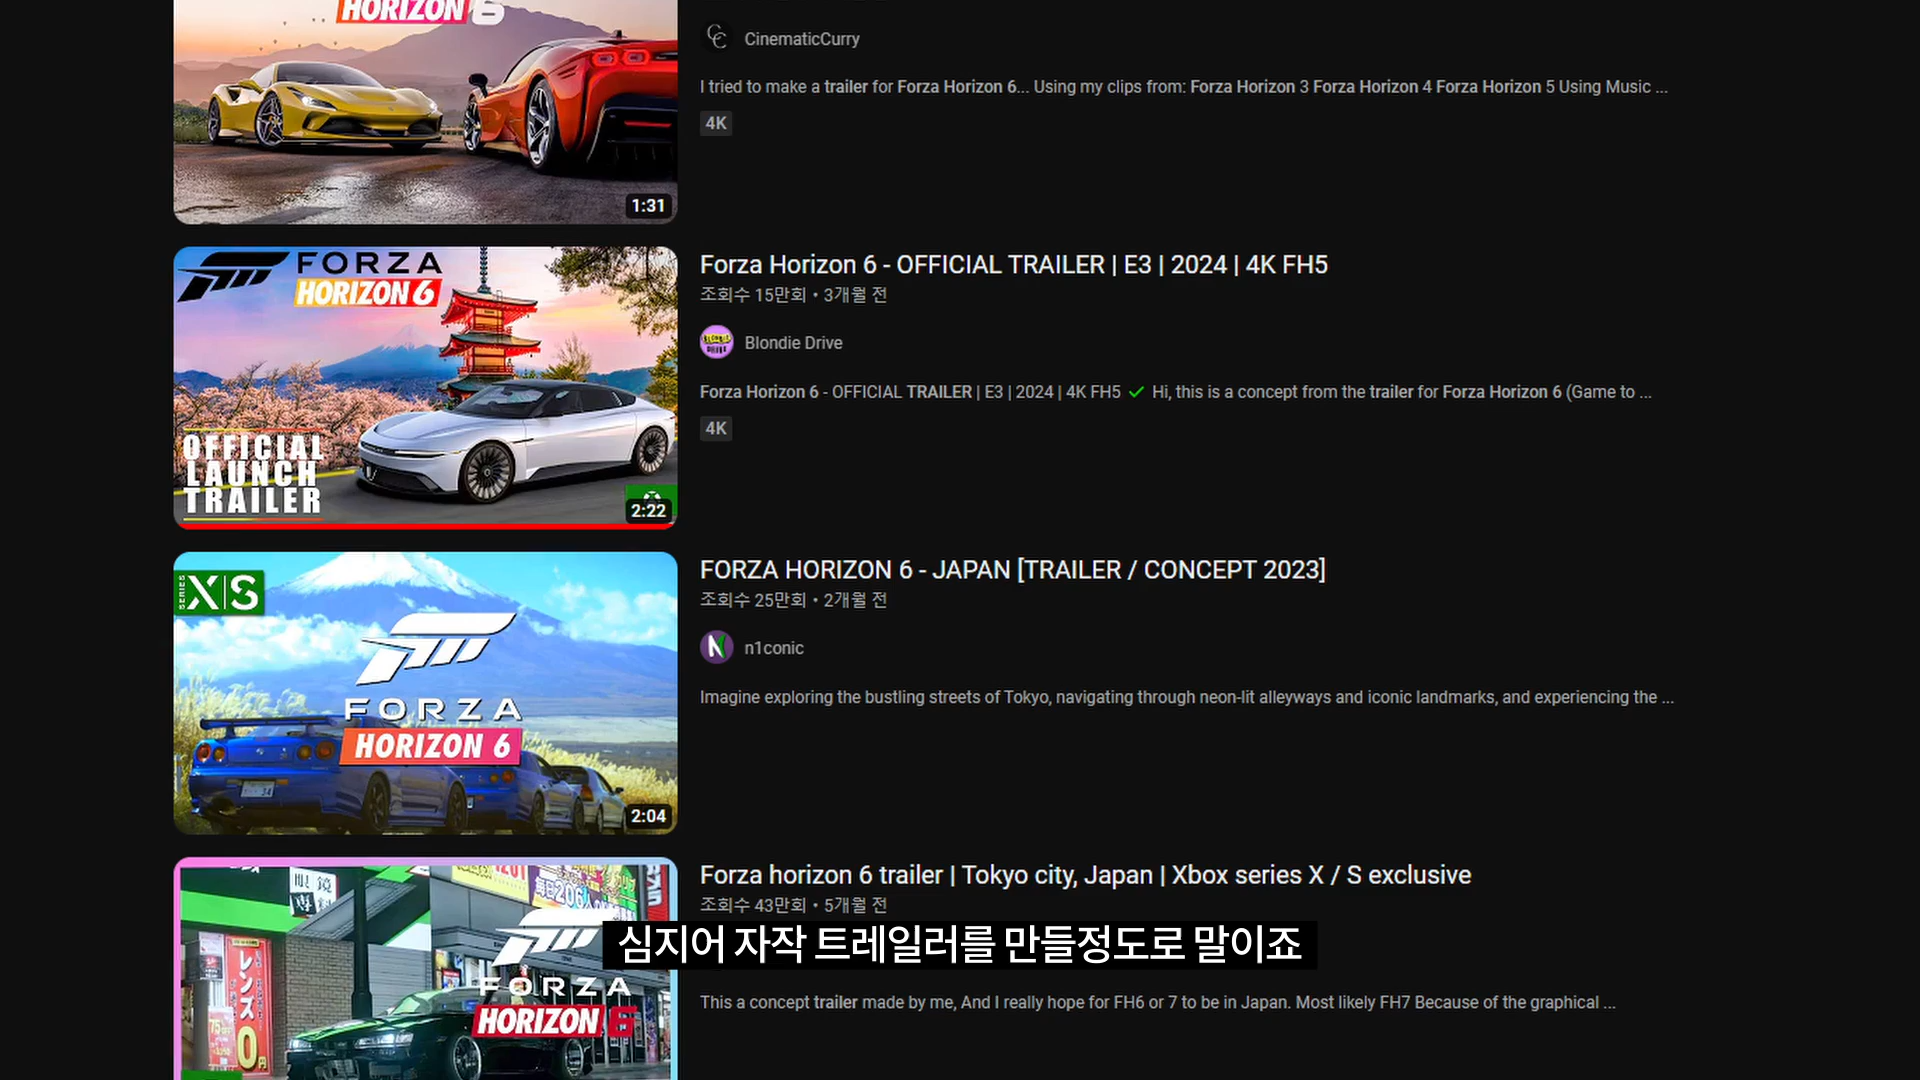 HORIZON 6
1:31
CinematicCurry
I tried to make a trailer for Forza Horizon 6... Using my clips from: Forza Horizon 3 Forza Horizon 4 Forza Horizon 5 Using Music ...
4K
FORZA
HORIZON 6
OFFICIAL
LAUNCH
TRAILER
2:22
Forza Horizon 6 - OFFICIAL TRAILER | E3 | 2024 | 4K FH5
조회수 15만회 • 3개월 전
Blondie Drive
Forza Horizon 6 - OFFICIAL TRAILER | E3 | 2024 | 4K FH5 ✓ Hi, this is a concept from the trailer for Forza Horizon 6 (Game to ...
4K
SERIES X|S
FORZA
HORIZON 6
34
2:04
FORZA HORIZON 6 - JAPAN [TRAILER / CONCEPT 2023]
조회수 25만회 • 2개월 전
n1conic
Imagine exploring the bustling streets of Tokyo, navigating through neon-lit alleyways and iconic landmarks, and experiencing the ...
眼鏡
レンズ
0
FORZA
HORIZON 6
Forza horizon 6 trailer | Tokyo city, Japan | Xbox series X / S exclusive
조회수 43만회 • 5개월 전
심지어 자작 트레일러를 만들정도로 말이죠
This a concept trailer made by me, And I really hope for FH6 or 7 to be in Japan. Most likely FH7 Because of the graphical ...